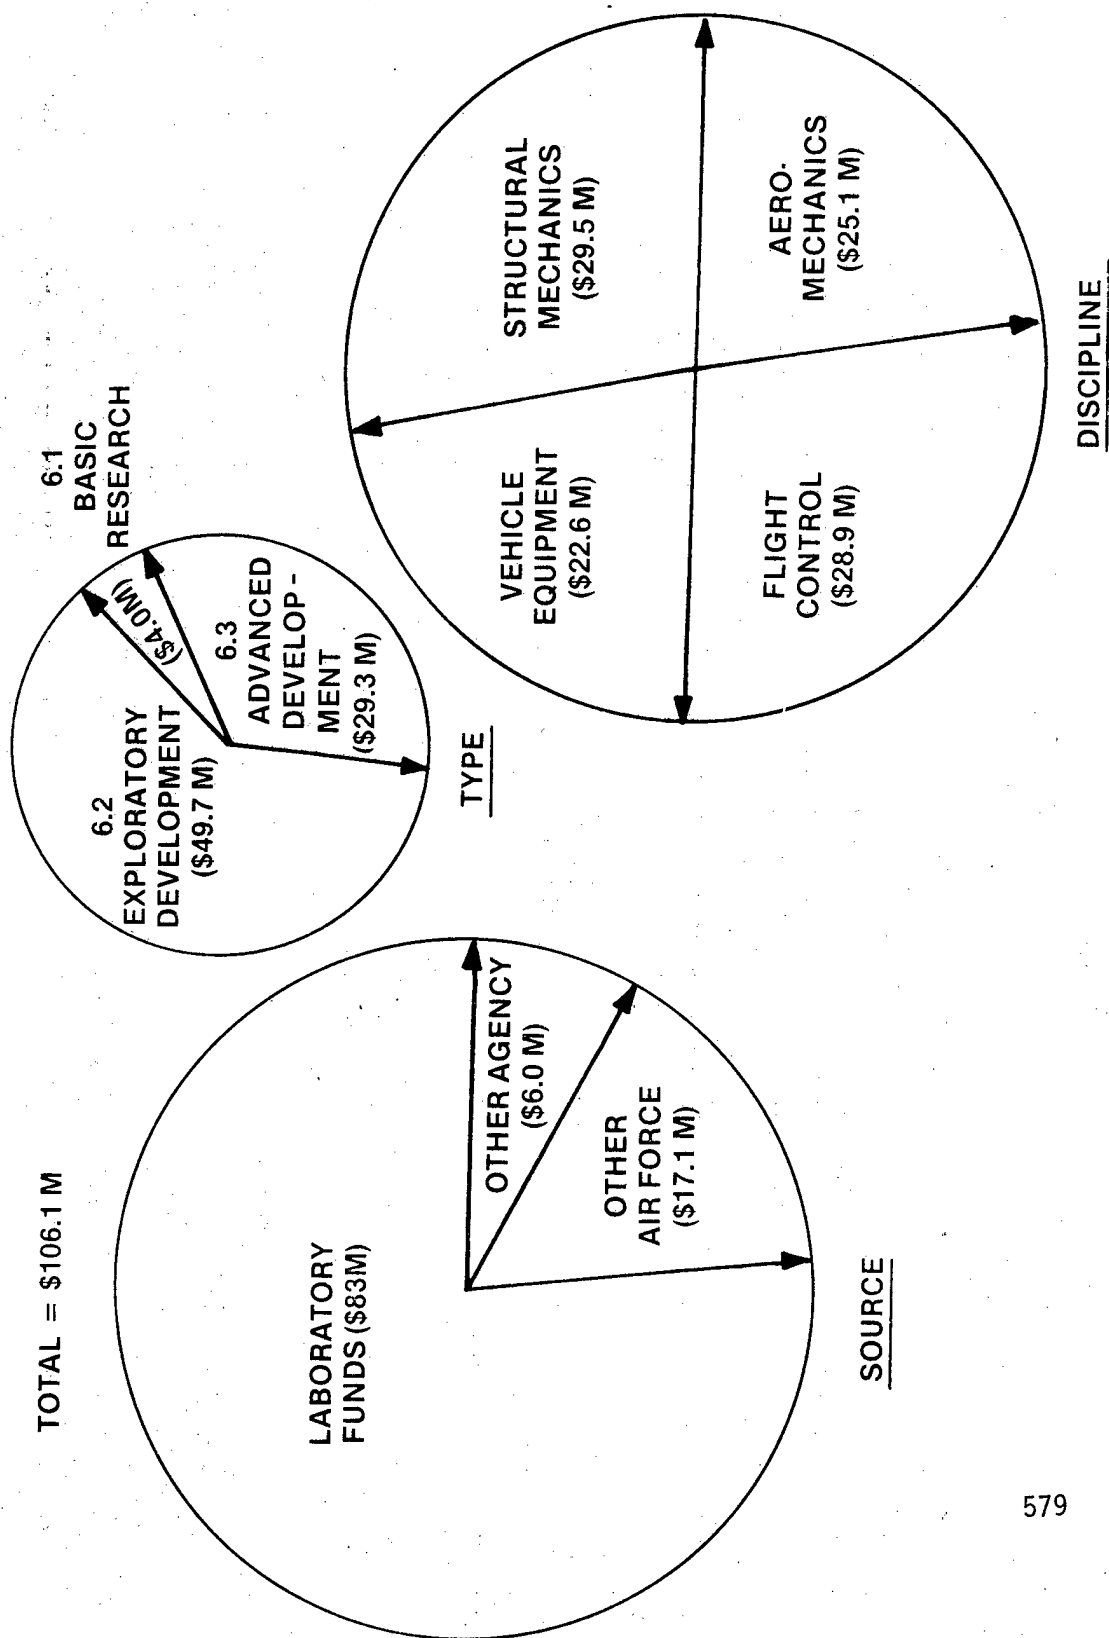 TOTAL = $106.1 M
LABORATORY
FUNDS ($83M)
OTHER AGENCY
($6.0 M)
OTHER
AIR FORCE
($17.1 M)
SOURCE
6.2
EXPLORATORY
DEVELOPMENT
($49.7 M)
($4.0M)
6.1
BASIC
RESEARCH
6.3
ADVANCED
DEVELOP-
MENT
($29.3 M)
TYPE
VEHICLE
EQUIPMENT
($22.6 M)
STRUCTURAL
MECHANICS
($29.5 M)
FLIGHT
CONTROL
($28.9 M)
AERO-
MECHANICS
($25.1 M)
DISCIPLINE
579